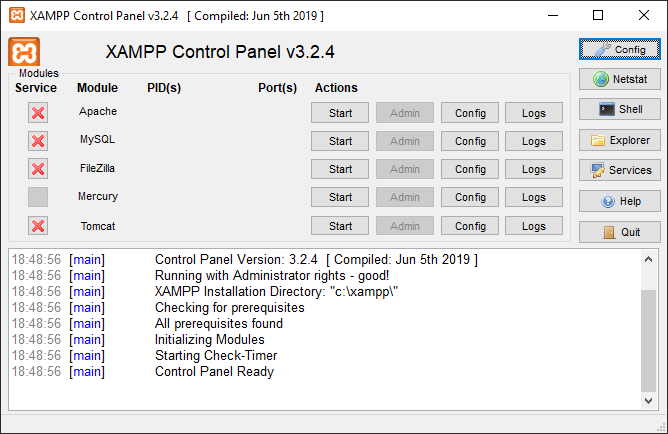 XAMPP Control Panel v3.2.4 [ Compiled: Jun 5th 2019 ]
XAMPP Control Panel v3.2.4
Config
Modules
Service Module PID(s) Port(s) Actions
Netstat
Apache Start Admin Config Logs
Shell
MySQL Start Admin Config Logs
Explorer
FileZilla Start Admin Config Logs
Services
Mercury Start Admin Config Logs
Help
Tomcat Start Admin Config Logs
Quit
18:48:56 [main] Control Panel Version: 3.2.4 [ Compiled: Jun 5th 2019 ]
18:48:56 [main] Running with Administrator rights - good!
18:48:56 [main] XAMPP Installation Directory: "c:\xampp\"
18:48:56 [main] Checking for prerequisites
18:48:56 [main] All prerequisites found
18:48:56 [main] Initializing Modules
18:48:56 [main] Starting Check-Timer
18:48:56 [main] Control Panel Ready